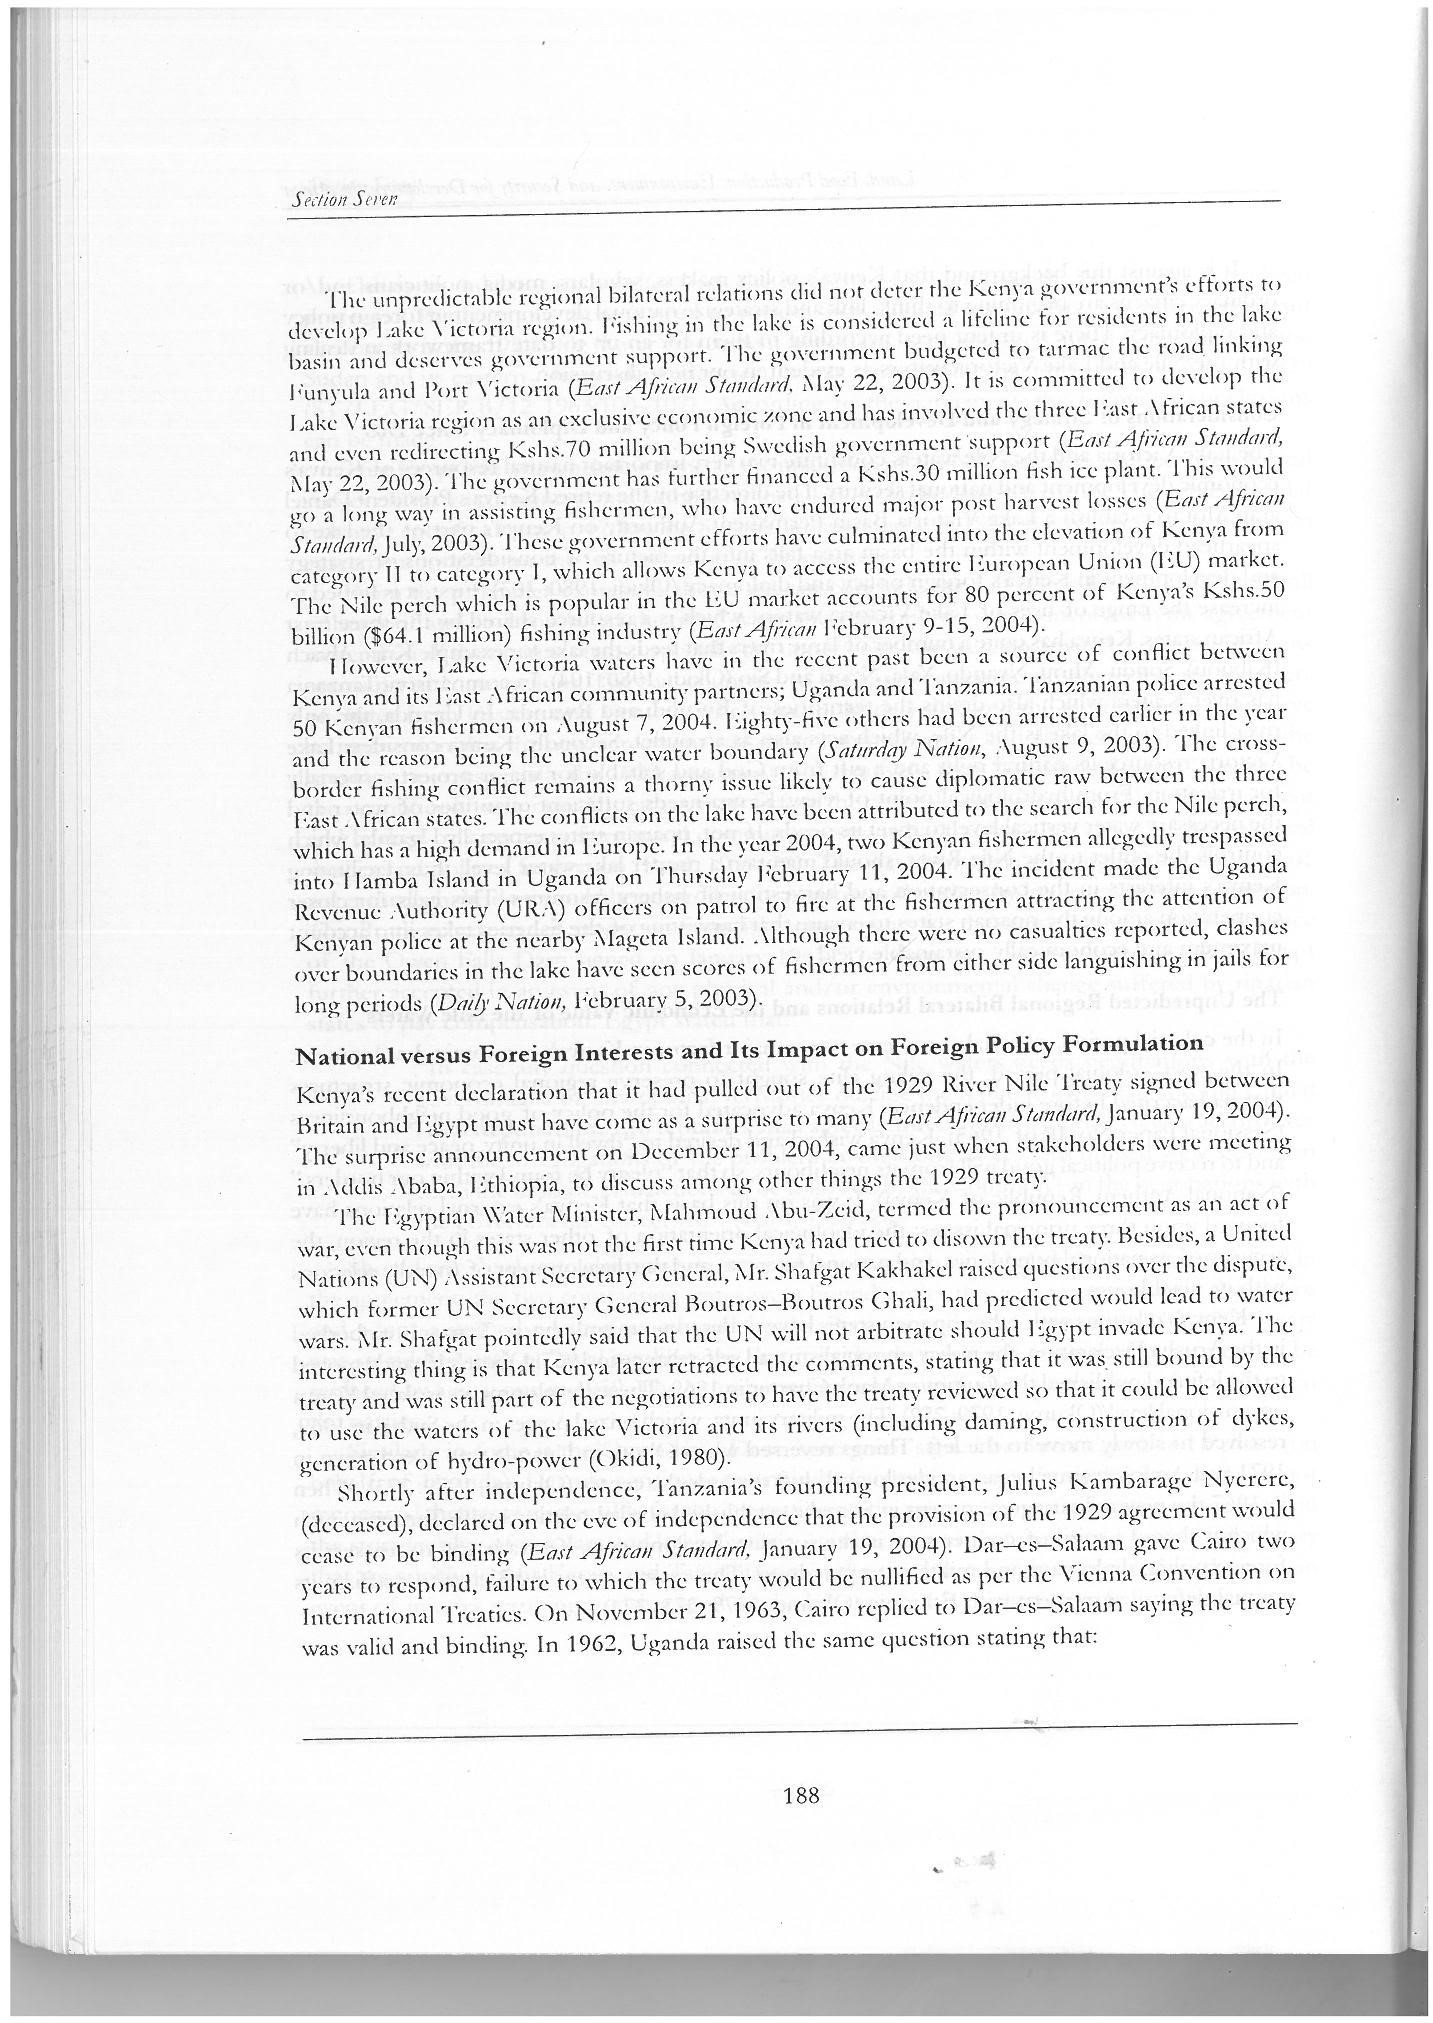 Section Seven
The unpredictable regional bilateral relations did not deter the Kenya government's efforts to
develop Lake Victoria region. Fishing in the lake is considered a lifeline for residents in the lake
basin and deserves government support. The government budgeted to tarmac the road linking
Funyula and Port Victoria (East African Standard, May 22, 2003). It is committed to develop the
Lake Victoria region as an exclusive economic zone and has involved the three East African states
and even redirecting Kshs.70 million being Swedish government support (East African Standard,
May 22, 2003). The government has further financed a Kshs.30 million fish ice plant. This would
go a long way in assisting fishermen, who have endured major post harvest losses (East African
Standard, July, 2003). These government efforts have culminated into the elevation of Kenya from
category II to category I, which allows Kenya to access the entire European Union (EU) market.
The Nile perch which is popular in the EU market accounts for 80 percent of Kenya's Kshs.50
billion ($64.1 million) fishing industry (East African February 9-15, 2004).
However, Lake Victoria waters have in the recent past been a source of conflict between
Kenya and its East African community partners; Uganda and Tanzania. Tanzanian police arrested
50 Kenyan fishermen on August 7, 2004. Eighty-five others had been arrested earlier in the year
and the reason being the unclear water boundary (Saturday Nation, August 9, 2003). The cross-
border fishing conflict remains a thorny issue likely to cause diplomatic raw between the three
East African states. The conflicts on the lake have been attributed to the search for the Nile perch,
which has a high demand in Europe. In the year 2004, two Kenyan fishermen allegedly trespassed
into Hamba Island in Uganda on Thursday February 11, 2004. The incident made the Uganda
Revenue Authority (URA) officers on patrol to fire at the fishermen attracting the attention of
Kenyan police at the nearby Mageta Island. Although there were no casualties reported, clashes
over boundaries in the lake have seen scores of fishermen from either side languishing in jails for
long periods (Daily Nation, February 5, 2003).
National versus Foreign Interests and Its Impact on Foreign Policy Formulation
Kenya's recent declaration that it had pulled out of the 1929 River Nile Treaty signed between
Britain and Egypt must have come as a surprise to many (East African Standard, January 19, 2004).
The surprise announcement on December 11, 2004, came just when stakeholders were meeting
in Addis Ababa, Ethiopia, to discuss among other things the 1929 treaty.
The Egyptian Water Minister, Mahmoud Abu-Zeid, termed the pronouncement as an act of
war, even though this was not the first time Kenya had tried to disown the treaty. Besides, a United
Nations (UN) Assistant Secretary General, Mr. Shafgat Kakhakel raised questions over the dispute,
which former UN Secretary General Boutros–Boutros Ghali, had predicted would lead to water
wars. Mr. Shafgat pointedly said that the UN will not arbitrate should Egypt invade Kenya. The
interesting thing is that Kenya later retracted the comments, stating that it was still bound by the
treaty and was still part of the negotiations to have the treaty reviewed so that it could be allowed
to use the waters of the lake Victoria and its rivers (including daming, construction of dykes,
generation of hydro-power (Okidi, 1980).
Shortly after independence, Tanzania's founding president, Julius Kambarage Nyerere,
(deceased), declared on the eve of independence that the provision of the 1929 agreement would
cease to be binding (East African Standard, January 19, 2004). Dar–es–Salaam gave Cairo two
years to respond, failure to which the treaty would be nullified as per the Vienna Convention on
International Treaties. On November 21, 1963, Cairo replied to Dar–es–Salaam saying the treaty
was valid and binding. In 1962, Uganda raised the same question stating that:
188